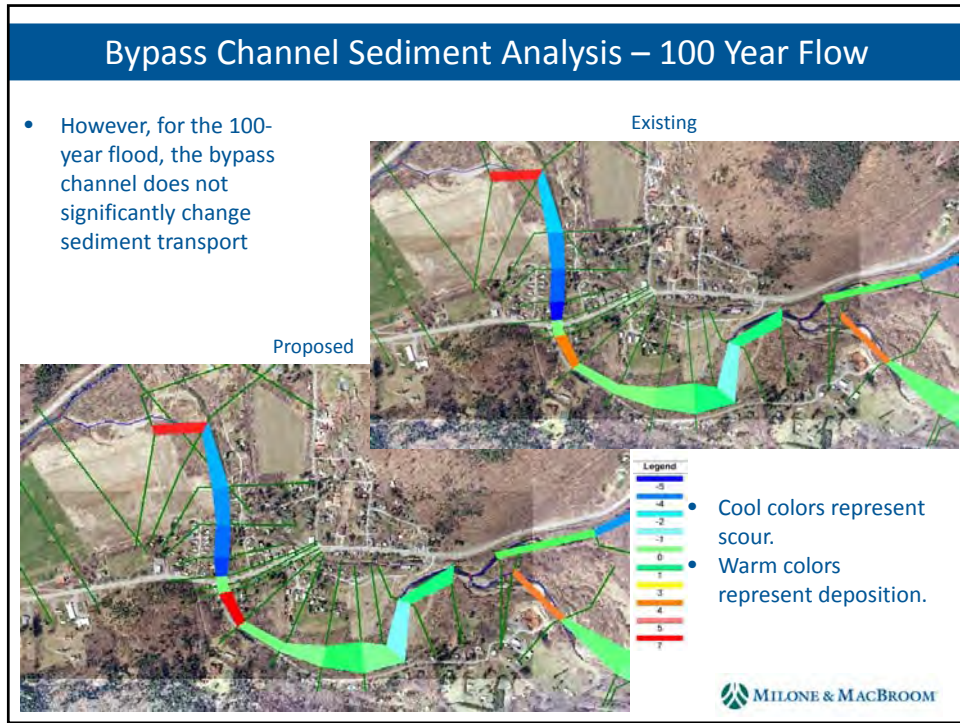 Bypass Channel Sediment Analysis – 100 Year Flow
• However, for the 100-
year flood, the bypass
channel does not
significantly change
sediment transport
Existing
Proposed
Legend
-5
-4
-2
-1
0
1
3
4
5
7
• Cool colors represent
scour.
• Warm colors
represent deposition.
MILONE & MACBROOM